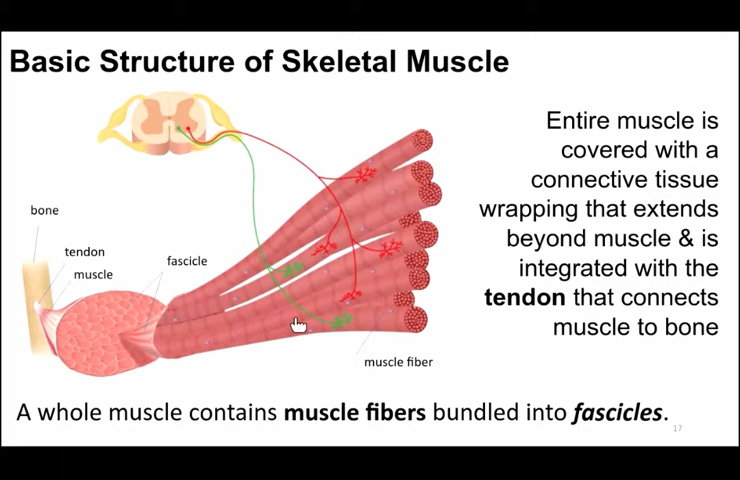 Basic Structure of Skeletal Muscle
Entire muscle is
covered with a
connective tissue
wrapping that extends
beyond muscle & is
integrated with the
tendon that connects
muscle to bone
bone
tendon
muscle
fascicle
muscle fiber
A whole muscle contains muscle fibers bundled into fascicles.
17